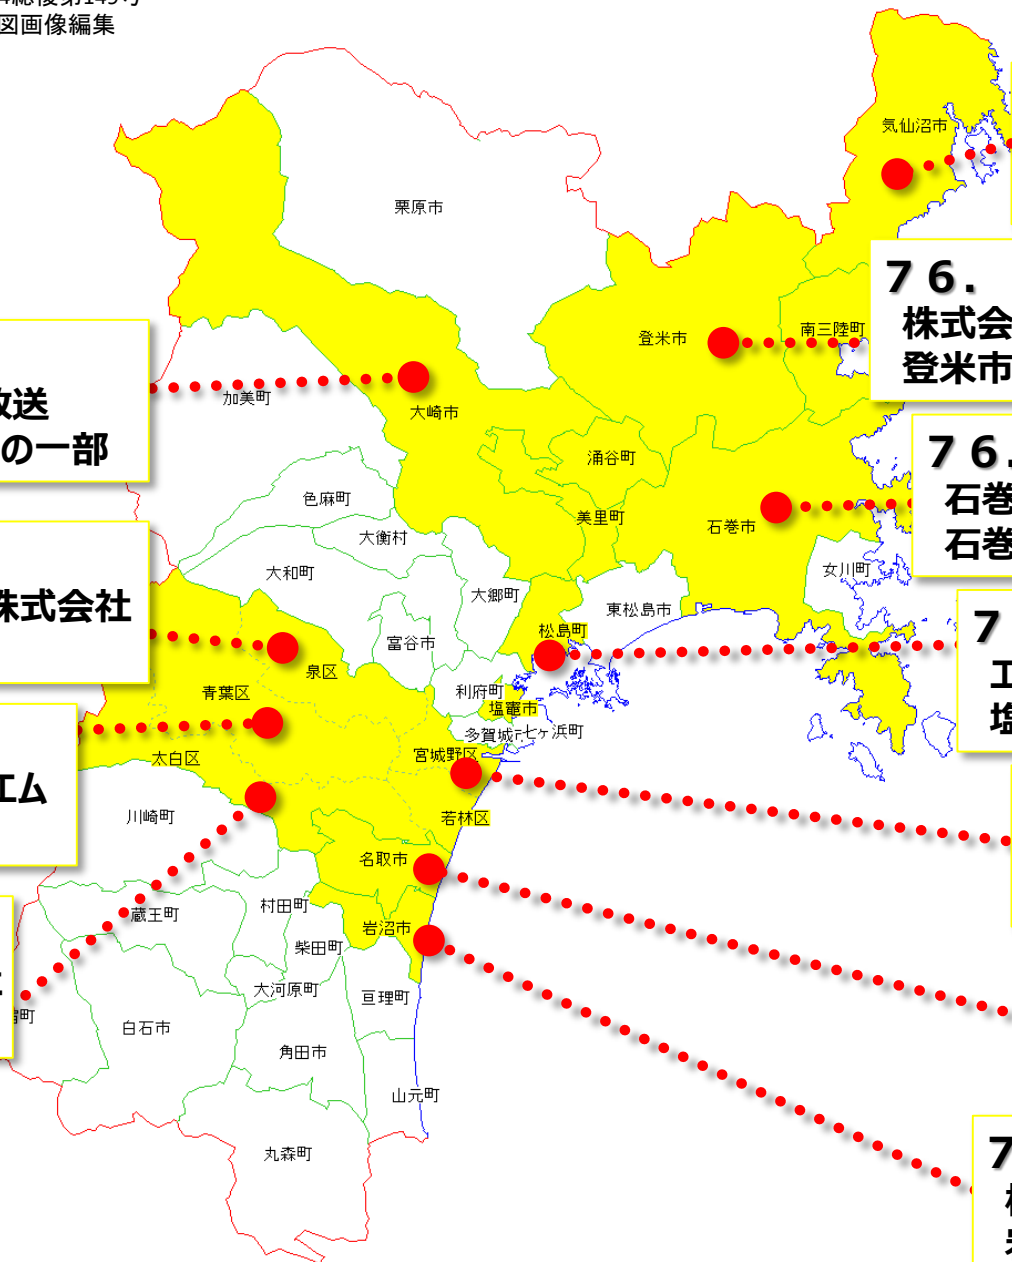 図画像編集
気仙沼市
栗原市
７６.
株式会
登米市
登米市
南三陸町
加美町
大崎市
放送
の一部
７６.
石巻
石巻
涌谷町
色麻町
美里町
石巻市
大衡村
大和町
女川町
大郷町
東松島市
株式会社
松島町
７
エ
塩
富谷市
泉区
青葉区
利府町
塩竈市
多賀城市
七ヶ浜町
太白区
宮城野区
エム
川崎町
若林区
名取市
村田町
蔵王町
岩沼市
柴田町
大河原町
亘理町
宿町
白石市
角田市
山元町
丸森町
７